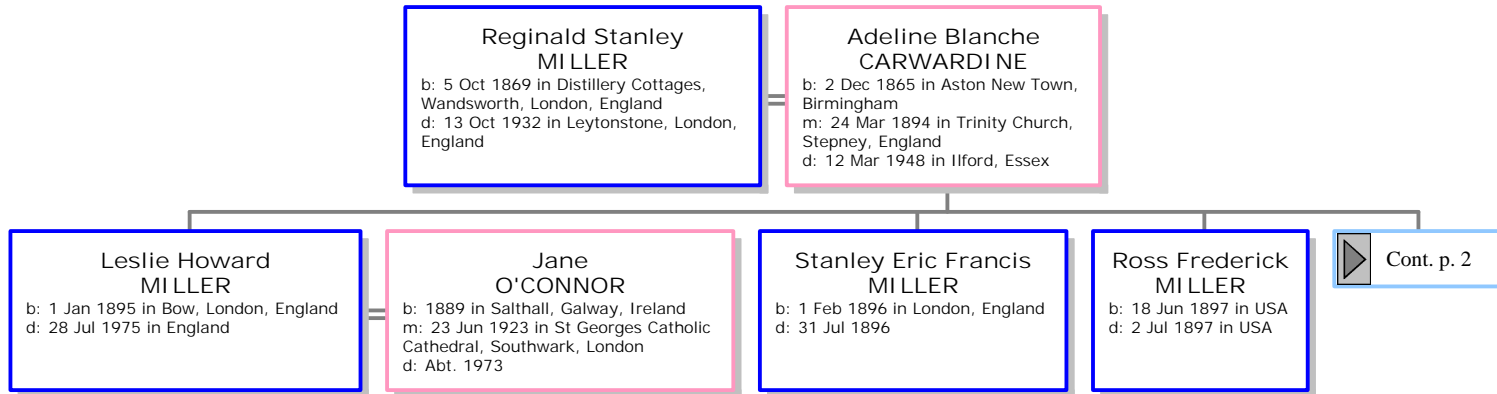 Reginald Stanley
MILLER
b: 5 Oct 1869 in Distillery Cottages,
Wandsworth, London, England
d: 13 Oct 1932 in Leytonstone, London,
England
Adeline Blanche
CARWARDINE
b: 2 Dec 1865 in Aston New Town,
Birmingham
m: 24 Mar 1894 in Trinity Church,
Stepney, England
d: 12 Mar 1948 in Ilford, Essex
Leslie Howard
MILLER
b: 1 Jan 1895 in Bow, London, England
d: 28 Jul 1975 in England
Jane
O'CONNOR
b: 1889 in Salthall, Galway, Ireland
m: 23 Jun 1923 in St Georges Catholic
Cathedral, Southwark, London
d: Abt. 1973
Stanley Eric Francis
MILLER
b: 1 Feb 1896 in London, England
d: 31 Jul 1896
Ross Frederick
MILLER
b: 18 Jun 1897 in USA
d: 2 Jul 1897 in USA
Cont. p. 2